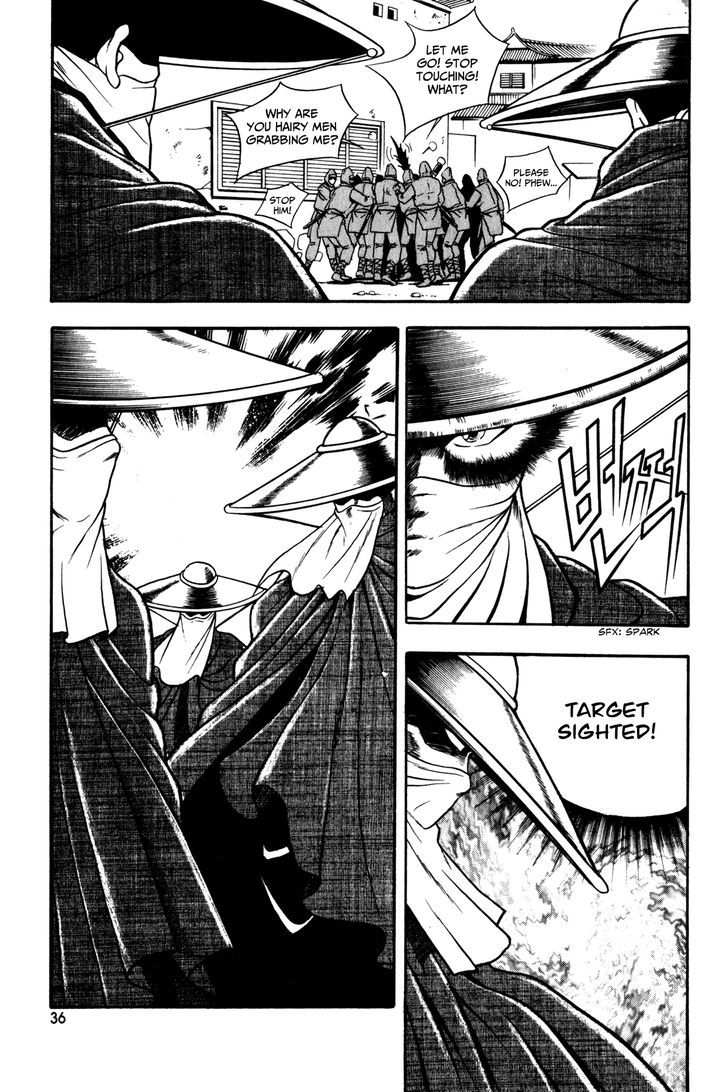 LET ME
GO! STOP
TOUCHING!
WHAT?
WHY ARE
YOU HAIRY MEN
GRABBING ME?
STOP
HIM!
PLEASE
NO! PHEW...
번쩍
SFX: SPARK
TARGET
SIGHTED!
36